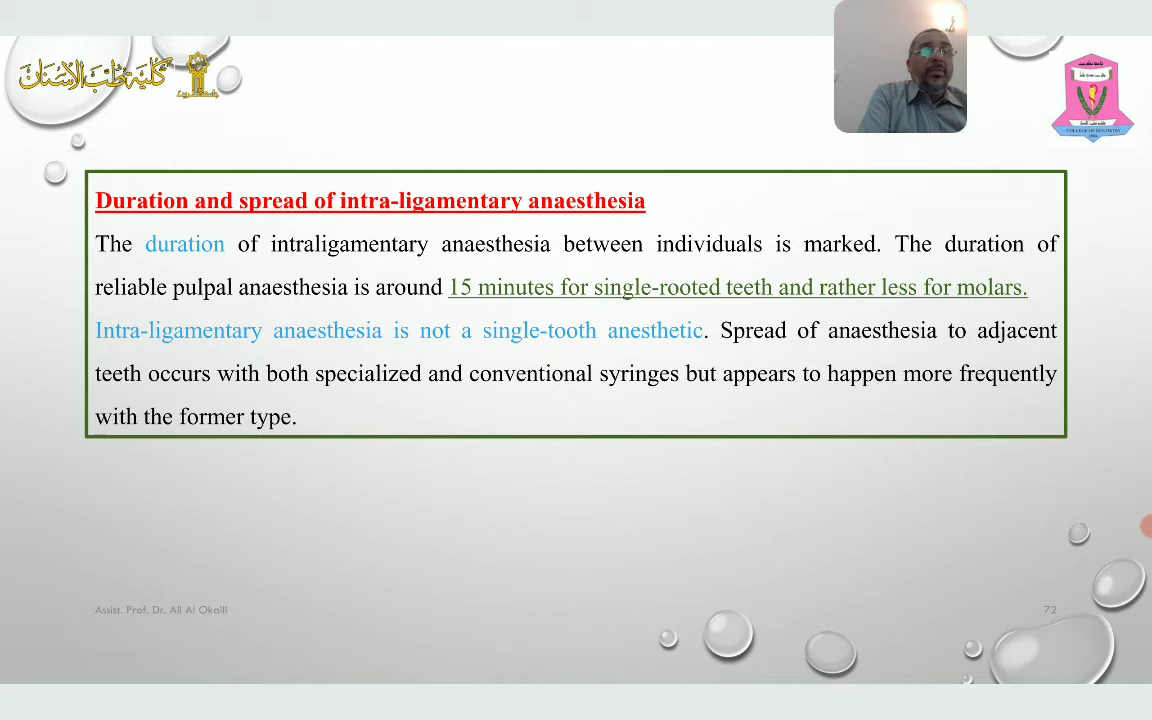 كلية طب الأسنان
COLLEGE OF DENTISTRY
Duration and spread of intra-ligamentary anaesthesia
The duration of intraligamentary anaesthesia between individuals is marked. The duration of
reliable pulpal anaesthesia is around 15 minutes for single-rooted teeth and rather less for molars.
Intra-ligamentary anaesthesia is not a single-tooth anesthetic. Spread of anaesthesia to adjacent
teeth occurs with both specialized and conventional syringes but appears to happen more frequently
with the former type.
Assist. Prof. Dr. Ali Al Okaili
72